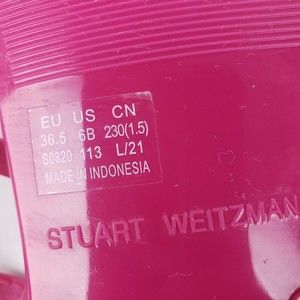 EU US CN
36.5 6B 230(1.5)
S0820 113 L/21
MADE IN INDONESIA
STUART WEITZMAN